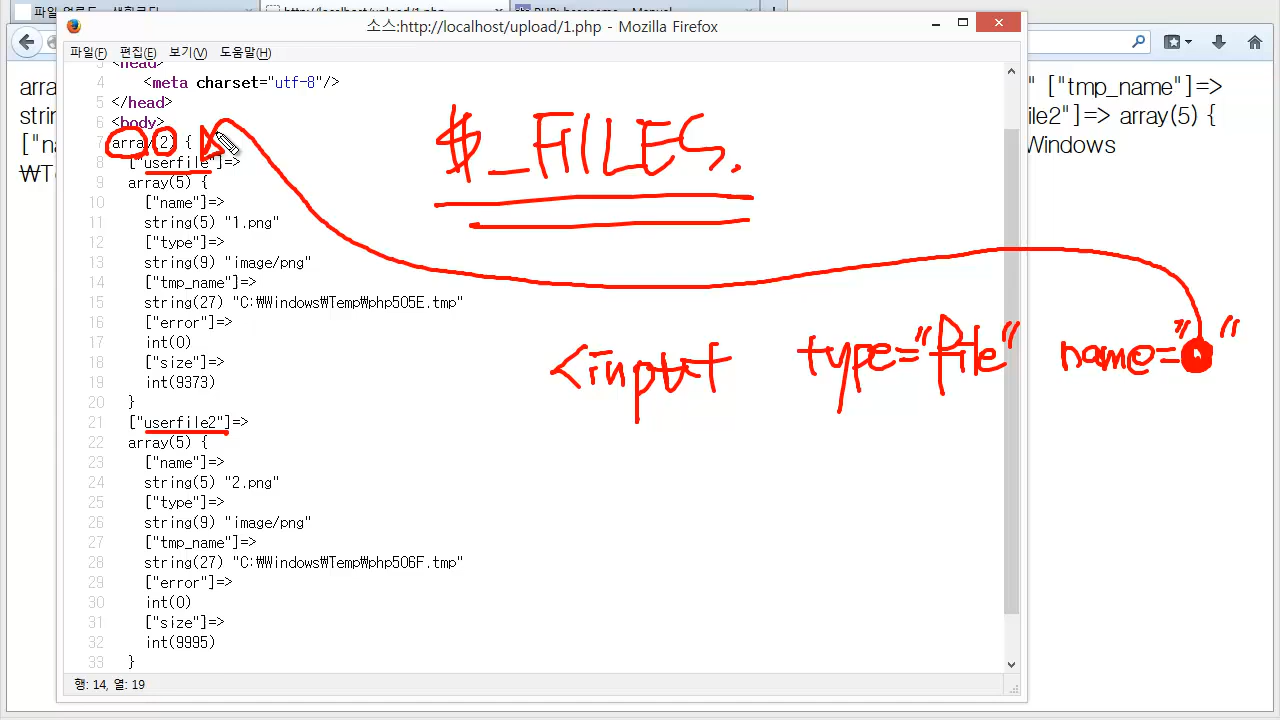 파일 업로드 - 생활코딩
http://localhost/upload/1.php
PHP: basename - Manual
소스:http://localhost/upload/1.php - Mozilla Firefox
파일(F) 편집(E) 보기(V) 도움말(H)
3 <head>
4 <meta charset="utf-8"/>
5 </head>
6 <body>
7 array(2) {
8 ["userfile"]=>
9 array(5) {
10 ["name"]=>
11 string(5) "1.png"
12 ["type"]=>
13 string(9) "image/png"
14 ["tmp_name"]=>
15 string(27) "C:₩Windows₩Temp₩php505E.tmp"
16 ["error"]=>
17 int(0)
18 ["size"]=>
19 int(9373)
20 }
21 ["userfile2"]=>
22 array(5) {
23 ["name"]=>
24 string(5) "2.png"
25 ["type"]=>
26 string(9) "image/png"
27 ["tmp_name"]=>
28 string(27) "C:₩Windows₩Temp₩php506F.tmp"
29 ["error"]=>
30 int(0)
31 ["size"]=>
32 int(9995)
33 }
행: 14, 열: 19
$_FILES.
<input type="file" name=" "
" ["tmp_name"]=>
file2"]=> array(5) {
Windows